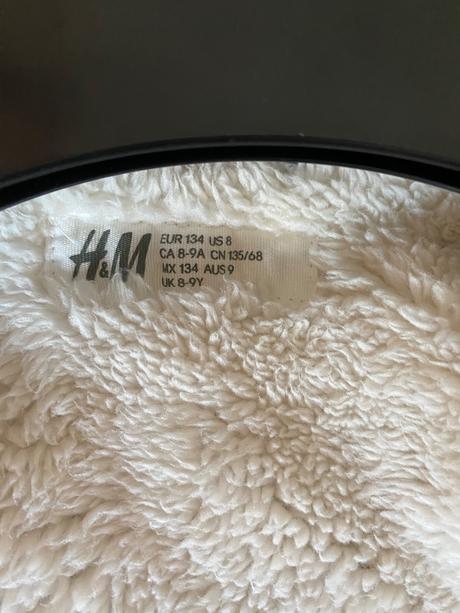 H&M
EUR 134 US 8
CA 8-9A CN 135/68
MX 134 AUS 9
UK 8-9Y